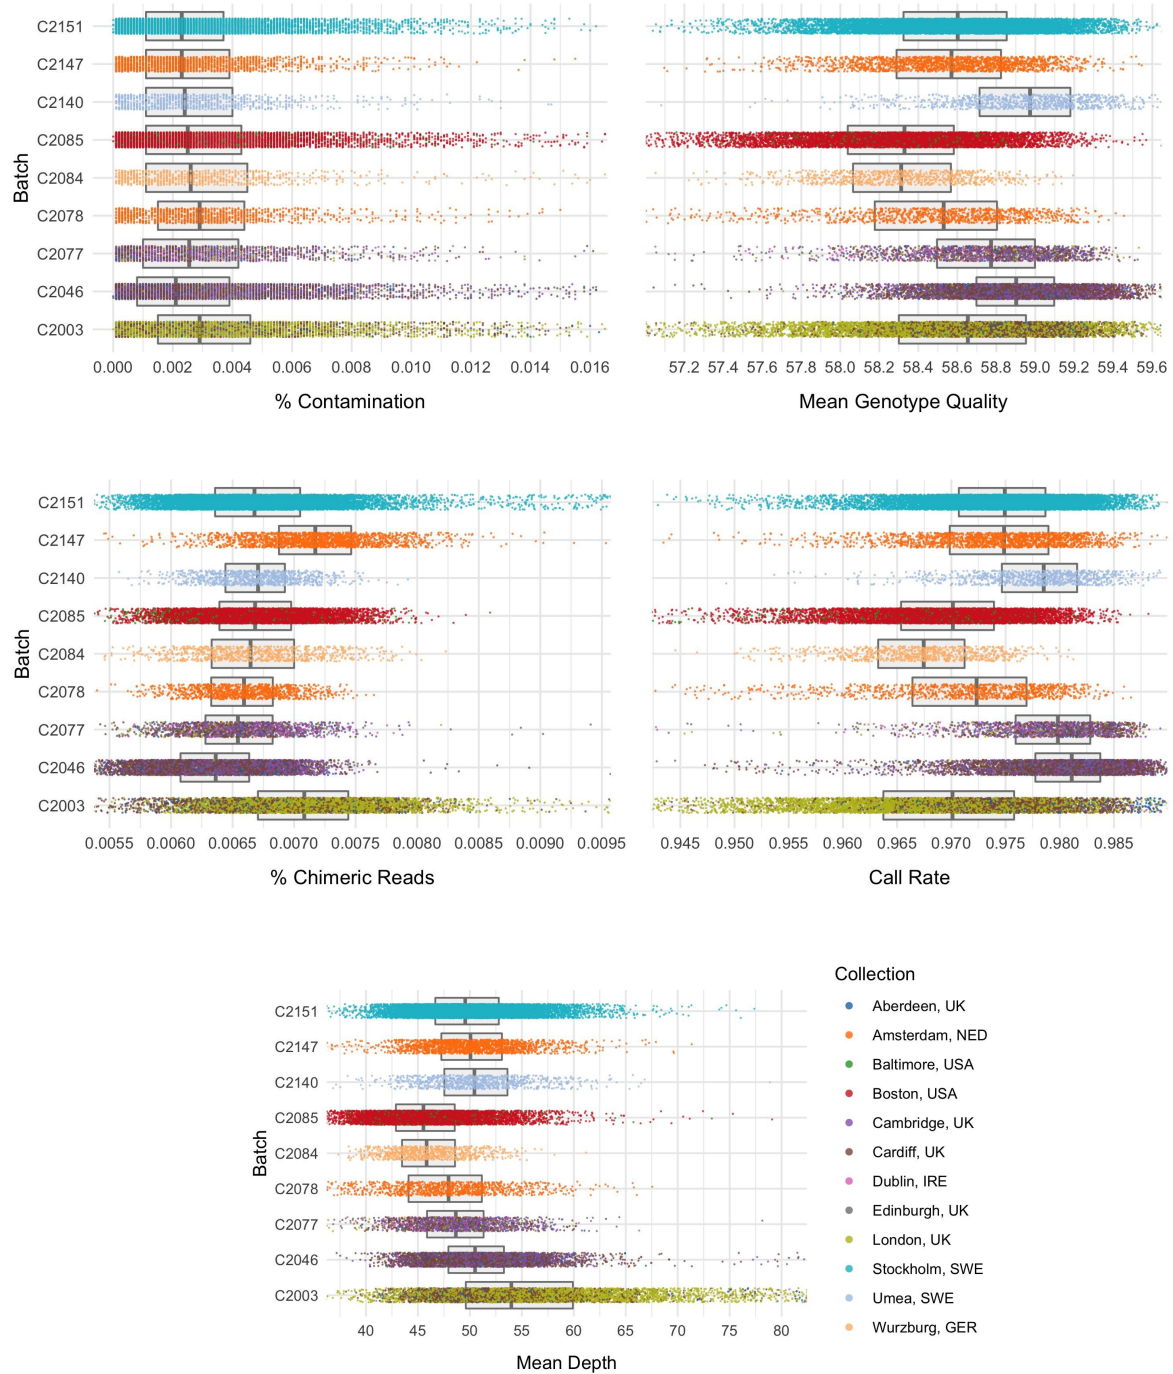 Batch
C2151
C2147
C2140
C2085
C2084
C2078
C2077
C2046
C2003
0.000 0.002 0.004 0.006 0.008 0.010 0.012 0.014 0.016
% Contamination
57.2 57.4 57.6 57.8 58.0 58.2 58.4 58.6 58.8 59.0 59.2 59.4 59.6
Mean Genotype Quality
Batch
C2151
C2147
C2140
C2085
C2084
C2078
C2077
C2046
C2003
0.0055 0.0060 0.0065 0.0070 0.0075 0.0080 0.0085 0.0090 0.0095
% Chimeric Reads
0.945 0.950 0.955 0.960 0.965 0.970 0.975 0.980 0.985
Call Rate
Batch
C2151
C2147
C2140
C2085
C2084
C2078
C2077
C2046
C2003
40 45 50 55 60 65 70 75 80
Mean Depth
Collection
Aberdeen, UK
Amsterdam, NED
Baltimore, USA
Boston, USA
Cambridge, UK
Cardiff, UK
Dublin, IRE
Edinburgh, UK
London, UK
Stockholm, SWE
Umea, SWE
Wurzburg, GER